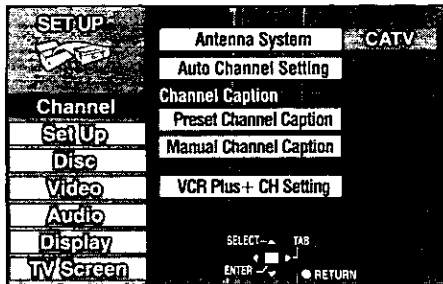 SET UP
Channel
Set Up
Disc
Video
Audio
Display
TV Screen
Antenna System CATV
Auto Channel Setting
Channel Caption
Preset Channel Caption
Manual Channel Caption
VCR Plus+ CH Setting
SELECT TAB
ENTER RETURN